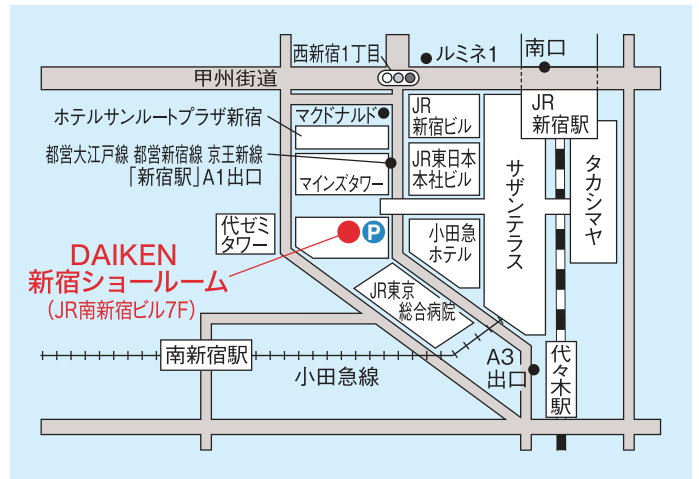 西新宿1丁目
ルミネ1
南口
甲州街道
ホテルサンルートプラザ新宿
マクドナルド
JR
新宿ビル
JR
新宿駅
都営大江戸線 都営新宿線 京王新線
「新宿駅」A1出口
マインズタワー
JR東日本
本社ビル
サザンテラス
タカシマヤ
代ゼミ
タワー
P
小田急
ホテル
DAIKEN
新宿ショールーム
（JR南新宿ビル7F）
JR東京
総合病院
南新宿駅
小田急線
A3
出口
代々木駅